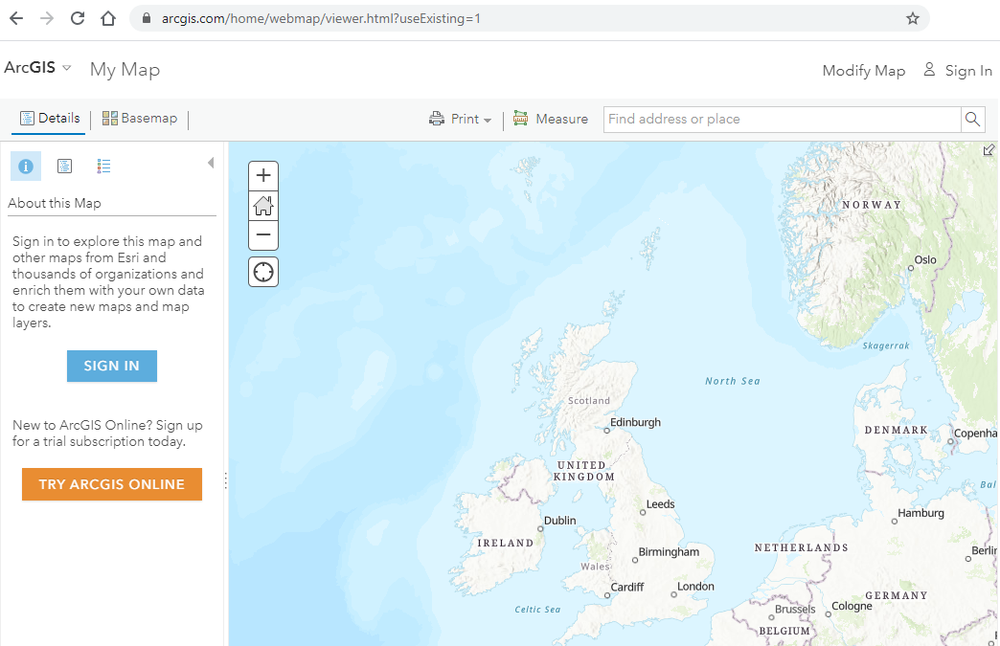 arcgis.com/home/webmap/viewer.html?useExisting=1
ArcGIS My Map Modify Map Sign In
Details Basemap Print Measure Find address or place
About this Map
Sign in to explore this map and
other maps from Esri and
thousands of organizations and
enrich them with your own data
to create new maps and map
layers.
SIGN IN
New to ArcGIS Online? Sign up
for a trial subscription today.
TRY ARCGIS ONLINE
NORWAY
Oslo
Skagerrak
North Sea
Scotland
Edinburgh
DENMARK
Copenha
UNITED
KINGDOM
Bal
Leeds
Hamburg
Dublin
IRELAND
NETHERLANDS
Birmingham
Berlin
Wales
Cardiff
London
GERMANY
Celtic Sea
Brussels
Cologne
BELGIUM